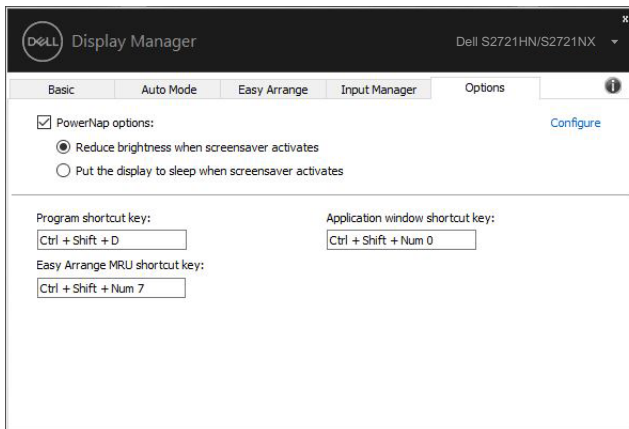 x
DELL Display Manager
Dell S2721HN/S2721NX
Basic Auto Mode Easy Arrange Input Manager Options
PowerNap options:
Configure
Reduce brightness when screensaver activates
Put the display to sleep when screensaver activates
Program shortcut key:
Application window shortcut key:
Ctrl + Shift + D
Ctrl + Shift + Num 0
Easy Arrange MRU shortcut key:
Ctrl + Shift + Num 7